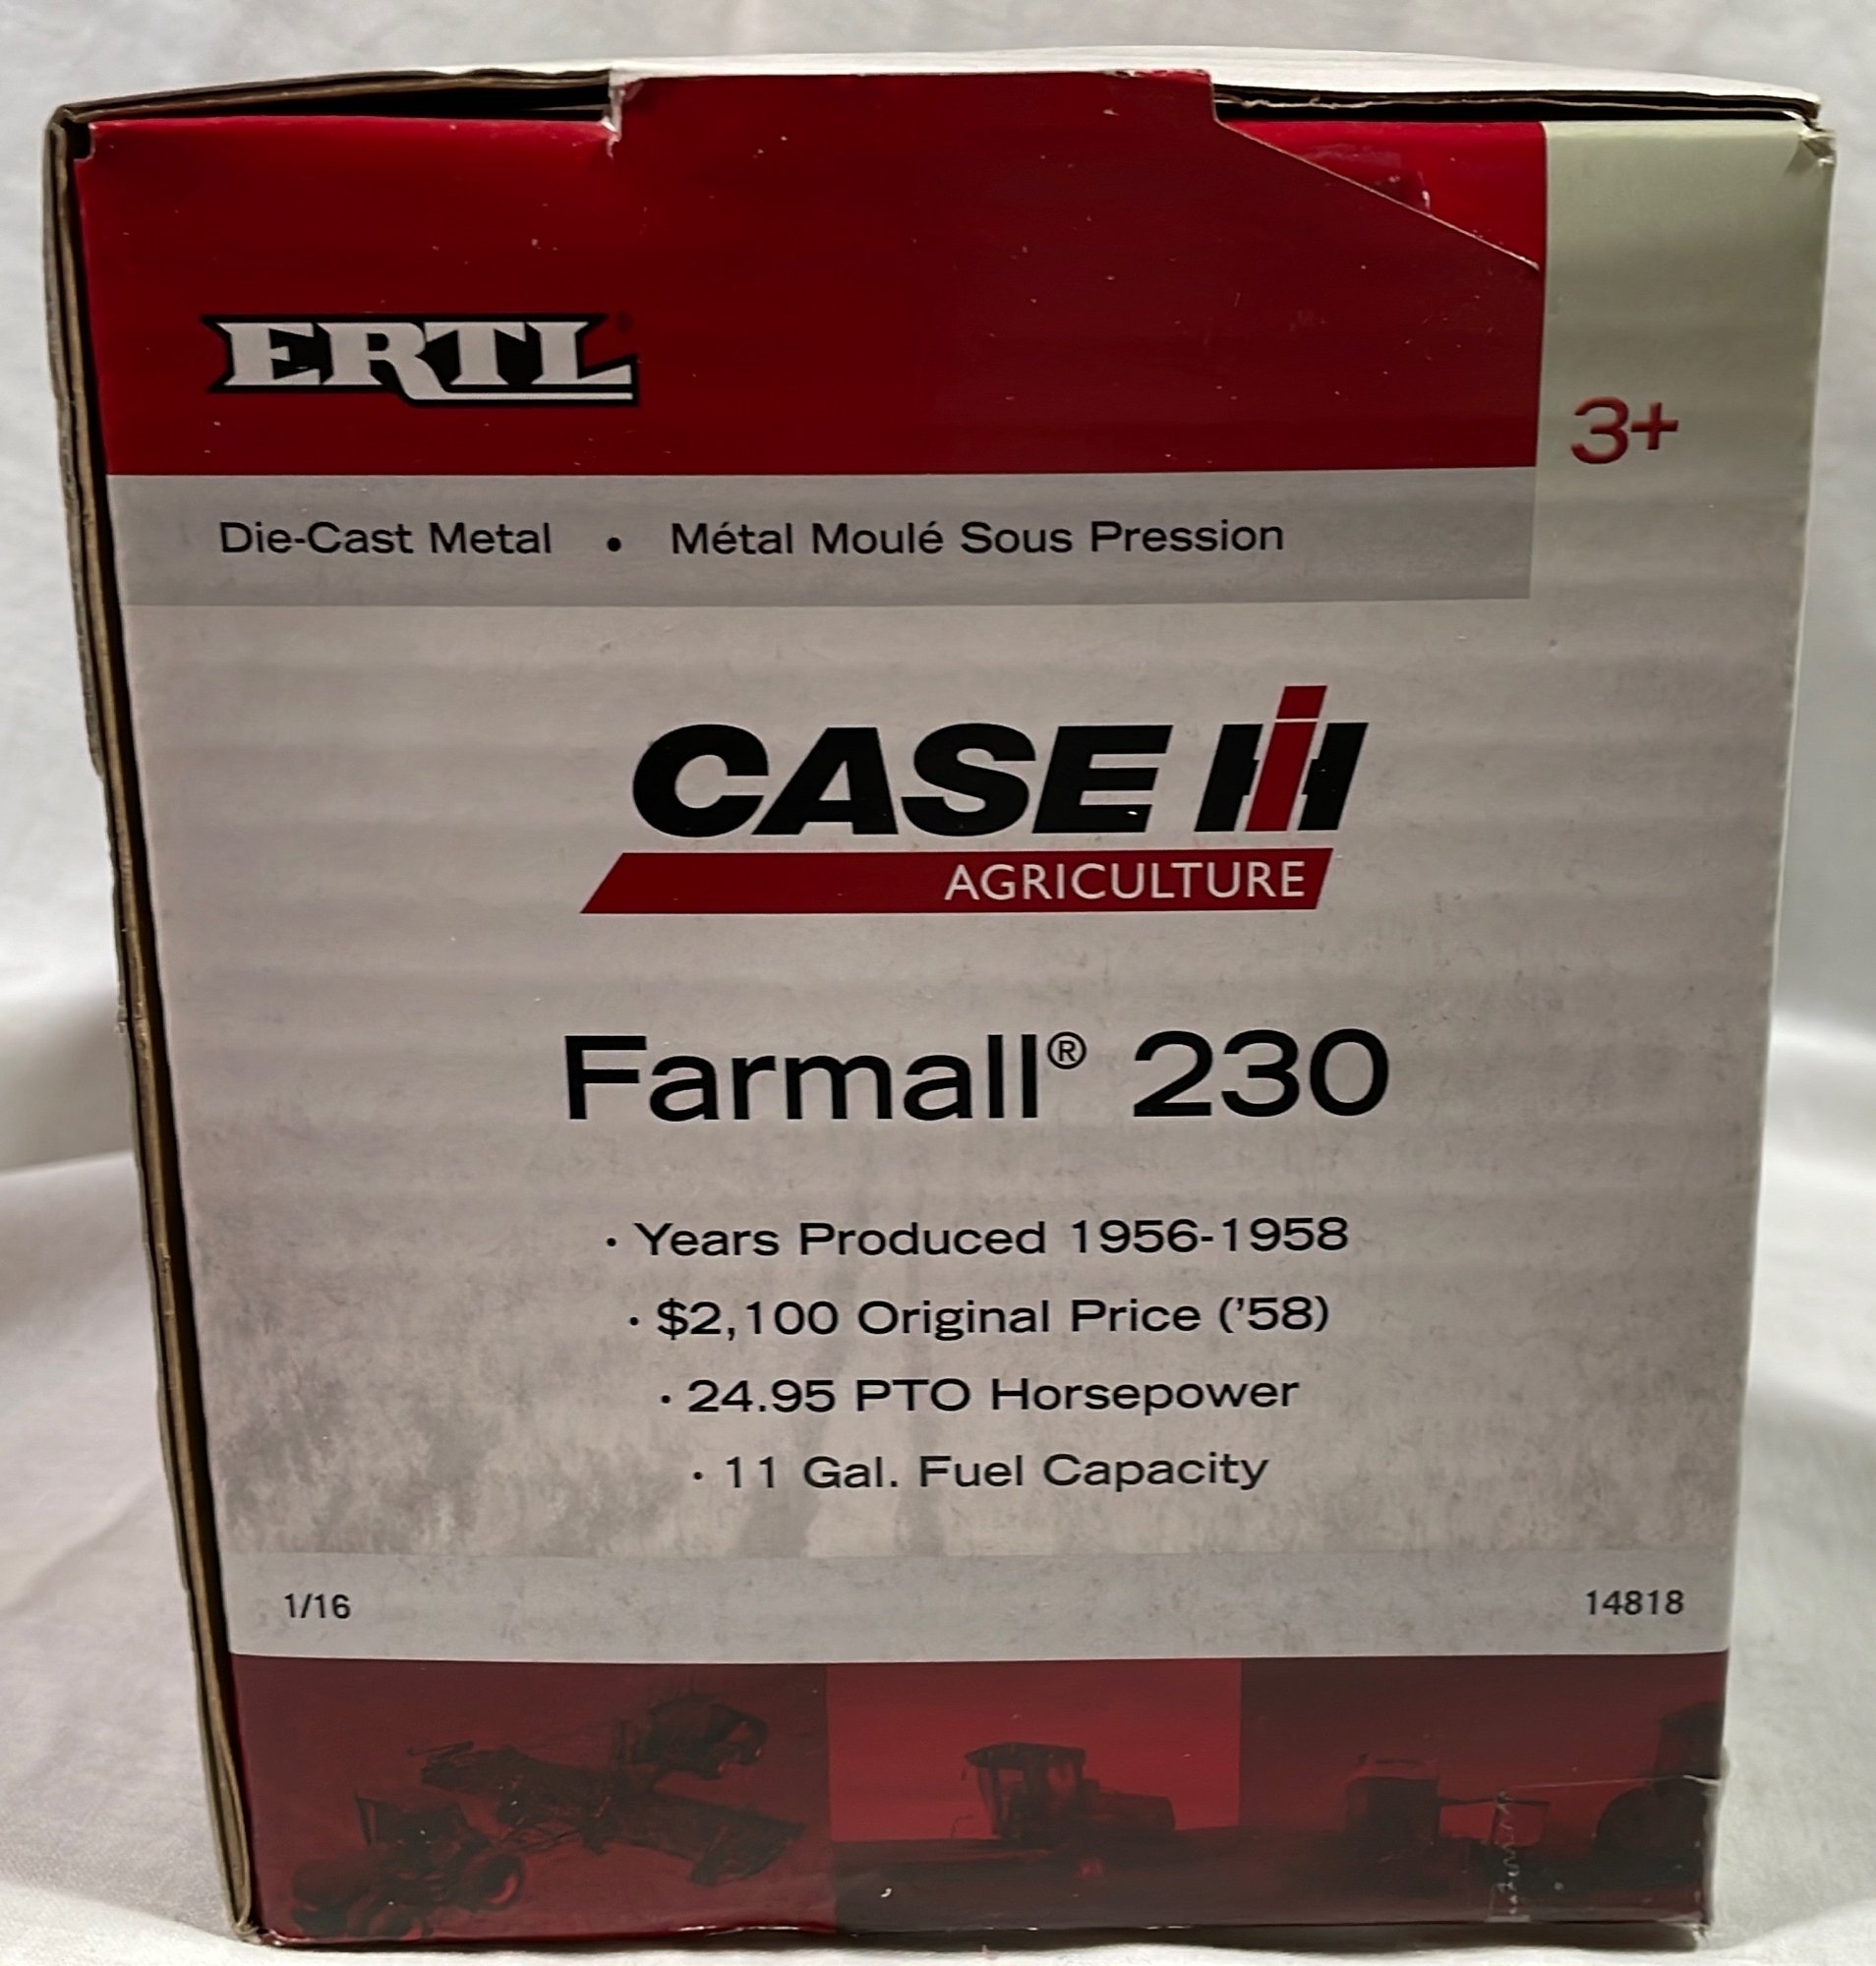 ERTL®
3+
Die-Cast Metal • Métal Moulé Sous Pression
CASE IH
AGRICULTURE
Farmall® 230
· Years Produced 1956-1958
· $2,100 Original Price ('58)
· 24.95 PTO Horsepower
· 11 Gal. Fuel Capacity
1/16 14818